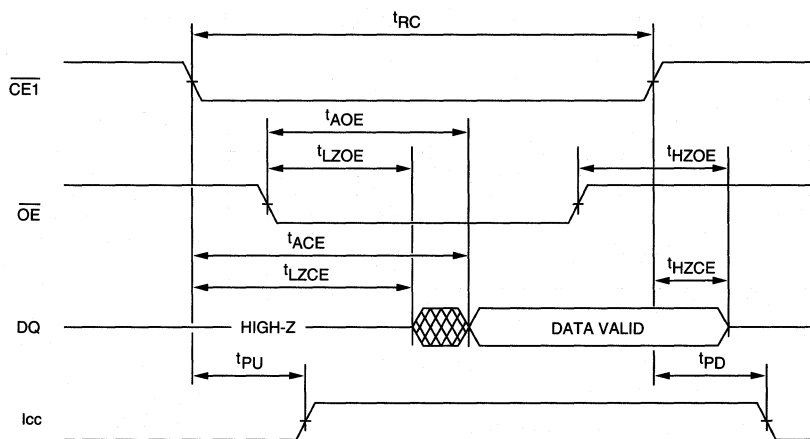 tRC
CE1
tAOE
tLZOE
tHZOE
OE
tACE
tLZCE
tHZCE
DQ
HIGH-Z
DATA VALID
tPU
tPD
Icc